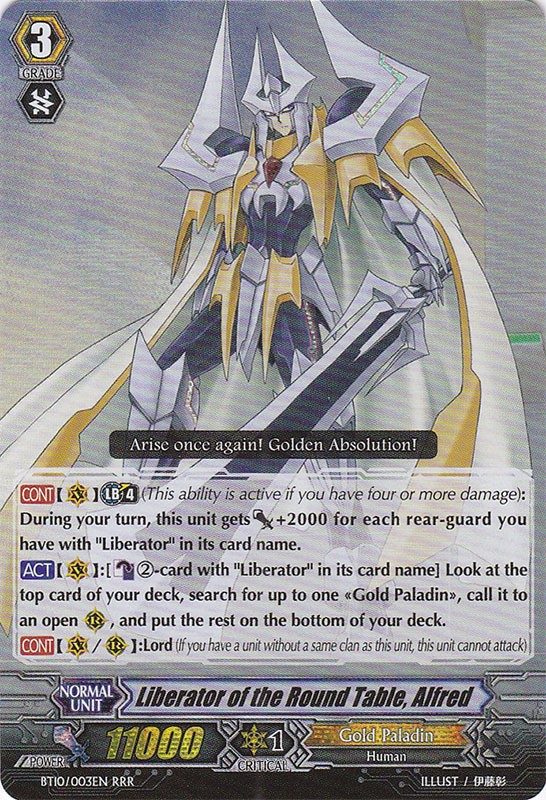 3
GRADE
Arise once again! Golden Absolution!
CONT【 V 】LB4 (This ability is active if you have four or more damage):
During your turn, this unit gets +2000 for each rear-guard you
have with "Liberator" in its card name.
ACT【 V 】:[ ②-card with "Liberator" in its card name] Look at the
top card of your deck, search for up to one «Gold Paladin», call it to
an open R, and put the rest on the bottom of your deck.
CONT【 V / R 】:Lord (If you have a unit without a same clan as this unit, this unit cannot attack)
NORMAL
UNIT
Liberator of the Round Table, Alfred
POWER
11000
1
CRITICAL
Gold Paladin
Human
BT10/003EN RRR
ILLUST / 伊藤彰